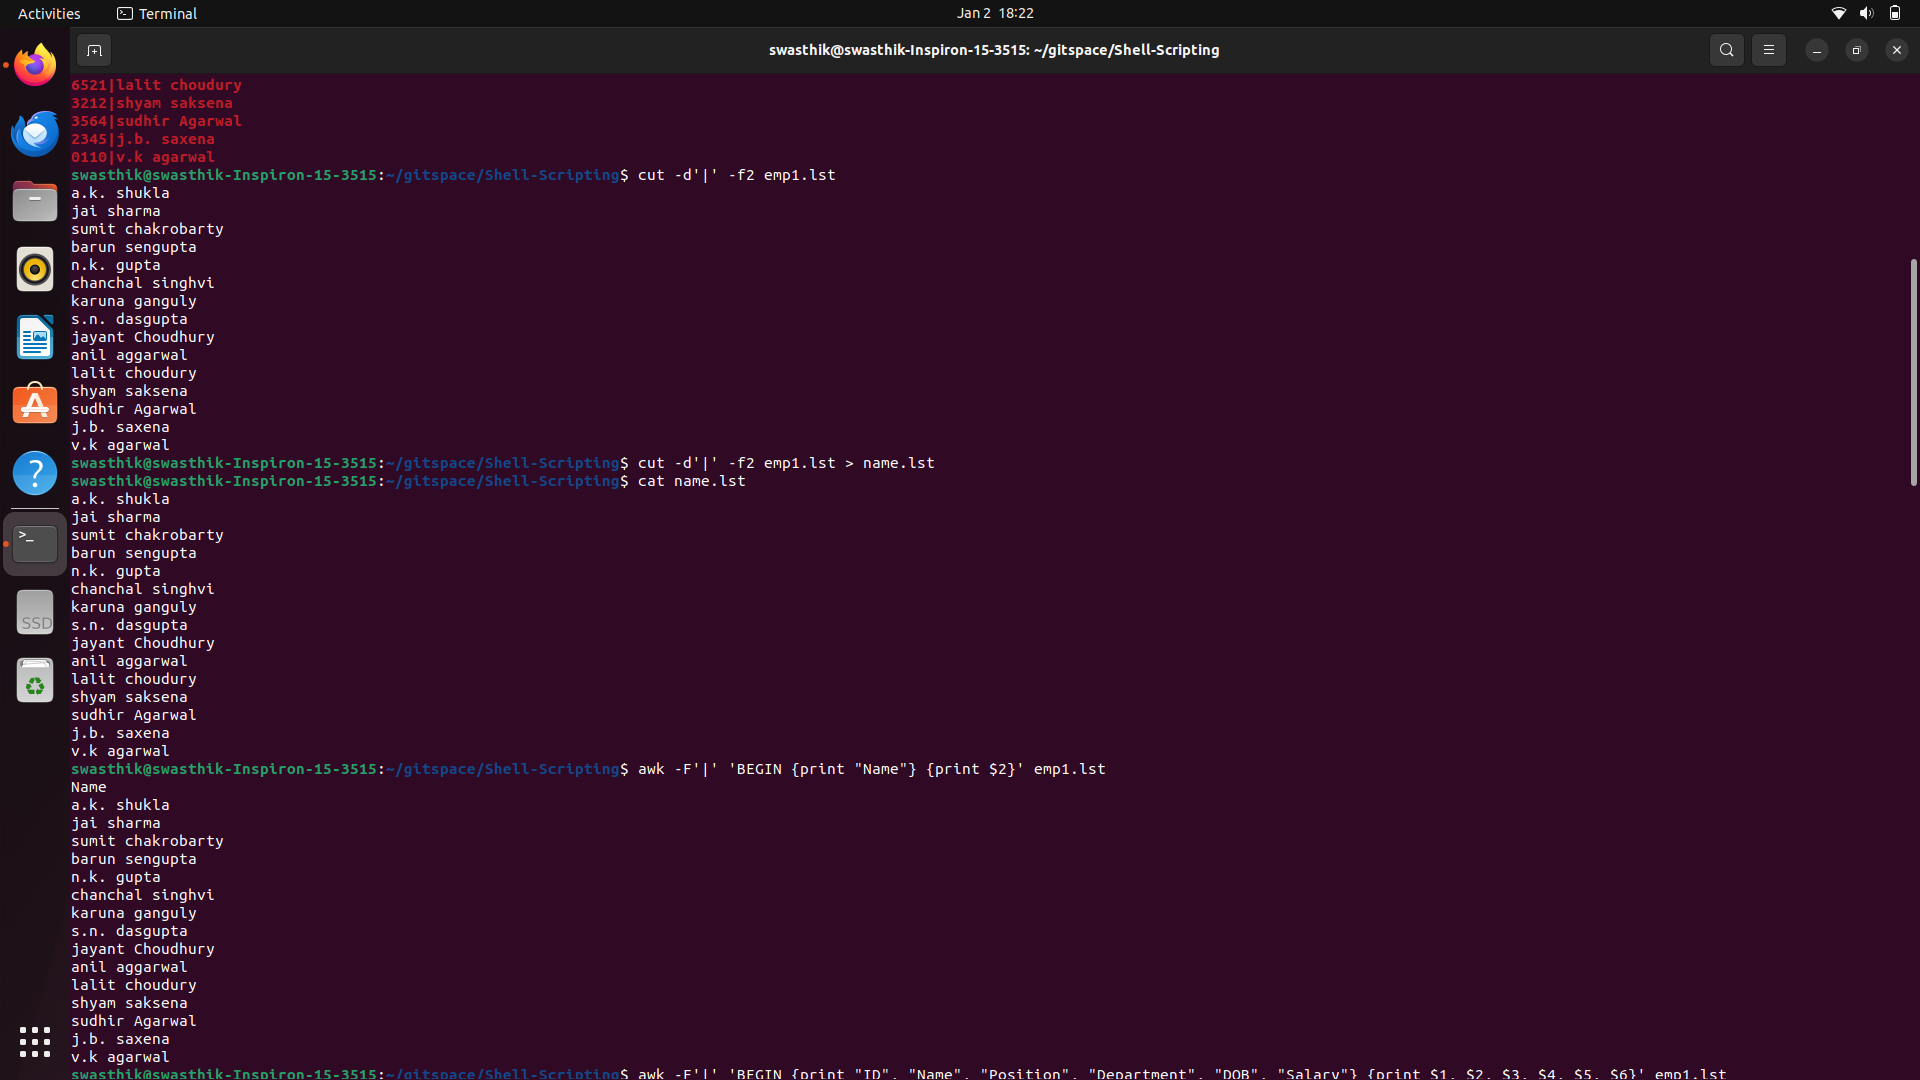 Activities
Terminal
Jan 2 18:22
swasthik@swasthik-Inspiron-15-3515: ~/gitspace/Shell-Scripting
6521|lalit choudury
3212|shyam saksena
3564|sudhir Agarwal
2345|j.b. saxena
0110|v.k agarwal
swasthik@swasthik-Inspiron-15-3515:~/gitspace/Shell-Scripting$ cut -d'|' -f2 emp1.lst
a.k. shukla
jai sharma
sumit chakrobarty
barun sengupta
n.k. gupta
chanchal singhvi
karuna ganguly
s.n. dasgupta
jayant Choudhury
anil aggarwal
lalit choudury
shyam saksena
sudhir Agarwal
j.b. saxena
v.k agarwal
swasthik@swasthik-Inspiron-15-3515:~/gitspace/Shell-Scripting$ cut -d'|' -f2 emp1.lst > name.lst
swasthik@swasthik-Inspiron-15-3515:~/gitspace/Shell-Scripting$ cat name.lst
a.k. shukla
jai sharma
sumit chakrobarty
barun sengupta
n.k. gupta
chanchal singhvi
karuna ganguly
s.n. dasgupta
jayant Choudhury
anil aggarwal
lalit choudury
shyam saksena
sudhir Agarwal
j.b. saxena
v.k agarwal
swasthik@swasthik-Inspiron-15-3515:~/gitspace/Shell-Scripting$ awk -F'|' 'BEGIN {print "Name"} {print $2}' emp1.lst
Name
a.k. shukla
jai sharma
sumit chakrobarty
barun sengupta
n.k. gupta
chanchal singhvi
karuna ganguly
s.n. dasgupta
jayant Choudhury
anil aggarwal
lalit choudury
shyam saksena
sudhir Agarwal
j.b. saxena
v.k agarwal
swasthik@swasthik-Inspiron-15-3515:~/gitspace/Shell-Scripting$ awk -F'|' 'BEGIN {print "ID", "Name", "Position", "Department", "DOB", "Salary"} {print $1, $2, $3, $4, $5, $6}' emp1.lst
SSD